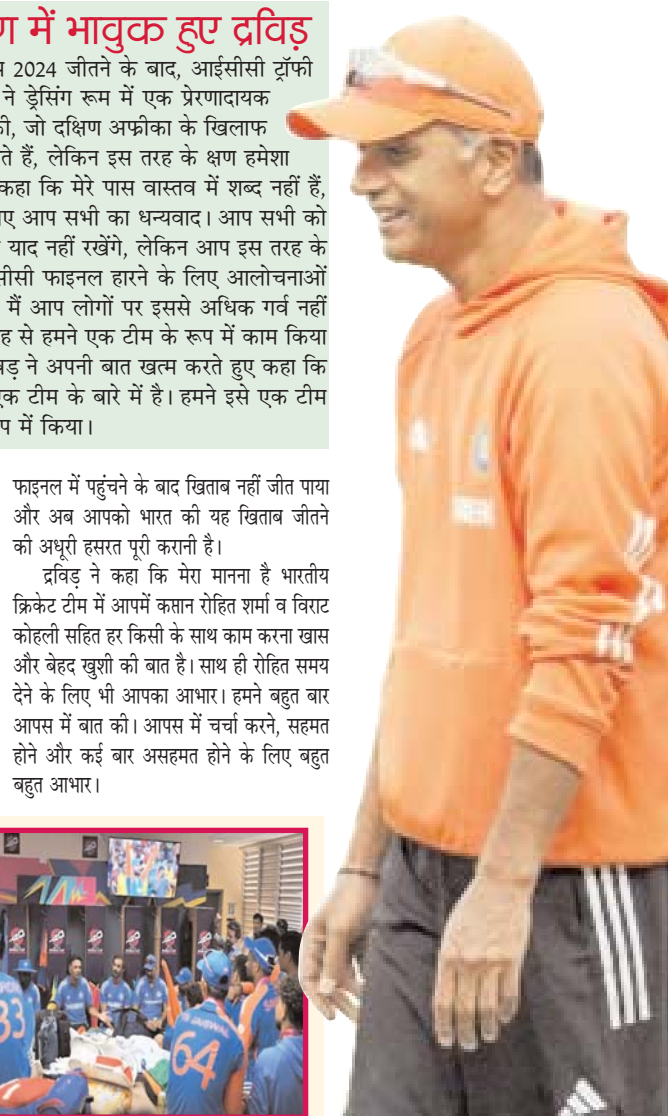 में भावुक हुए द्रविड़
2024 जीतने के बाद, आईसीसी ट्रॉफी
ने ड्रेसिंग रूम में एक प्रेरणादायक
जो दक्षिण अफ्रीका के खिलाफ
हैं, लेकिन इस तरह के क्षण हमेशा
कहा कि मेरे पास वास्तव में शब्द नहीं हैं,
आप सभी का धन्यवाद। आप सभी को
याद नहीं रखेंगे, लेकिन आप इस तरह के
फाइनल हारने के लिए आलोचनाओं
मैं आप लोगों पर इससे अधिक गर्व नहीं
से हमने एक टीम के रूप में काम किया
ने अपनी बात खत्म करते हुए कहा कि
एक टीम के बारे में है। हमने इसे एक टीम
में किया।
फाइनल में पहुंचने के बाद खिताब नहीं जीत पाया
और अब आपको भारत की यह खिताब जीतने
की अधूरी हसरत पूरी करानी है।
द्रविड़ ने कहा कि मेरा मानना है भारतीय
क्रिकेट टीम में आपमें कप्तान रोहित शर्मा व विराट
कोहली सहित हर किसी के साथ काम करना खास
और बेहद खुशी की बात है। साथ ही रोहित समय
देने के लिए भी आपका आभार। हमने बहुत बार
आपस में बात की। आपस में चर्चा करने, सहमत
होने और कई बार असहमत होने के लिए बहुत
बहुत आभार।
64